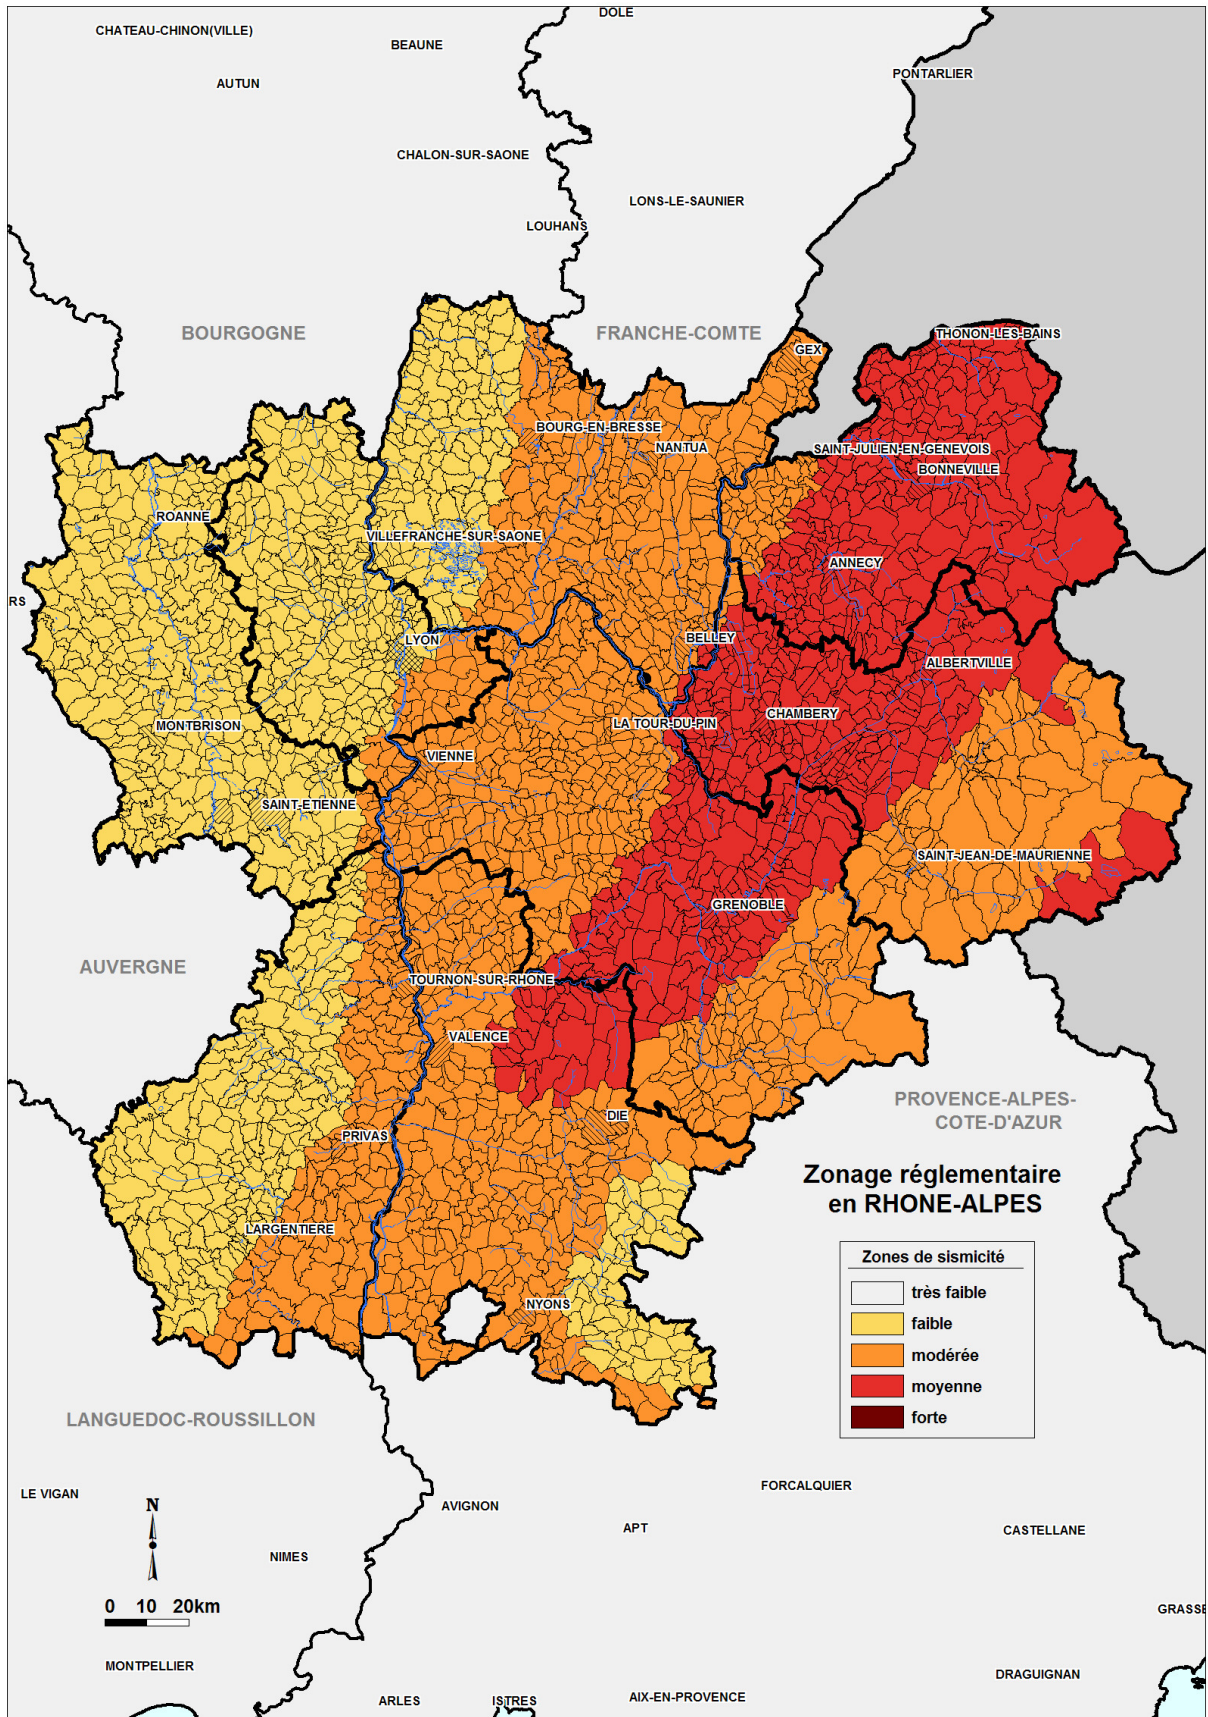 DOLE
CHATEAU-CHINON(VILLE)
BEAUNE
PONTARLIER
AUTUN
CHALON-SUR-SAONE
LONS-LE-SAUNIER
LOUHANS
BOURGOGNE
FRANCHE-COMTE
THONON-LES-BAINS
GEX
BOURG-EN-BRESSE
NANTUA
SAINT-JULIEN-EN-GENEVOIS
BONNEVILLE
ROANNE
VILLEFRANCHE-SUR-SAONE
ANNECY
RS
LYON
BELLEY
ALBERTVILLE
MONTBRISON
LA TOUR-DU-PIN
CHAMBERY
VIENNE
SAINT-ETIENNE
SAINT-JEAN-DE-MAURIENNE
GRENOBLE
AUVERGNE
TOURNON-SUR-RHONE
VALENCE
PROVENCE-ALPES-
COTE-D'AZUR
DIE
PRIVAS
Zonage réglementaire
en RHONE-ALPES
LARGENTIERE
Zones de sismicité
très faible
faible
modérée
moyenne
forte
NYONS
LANGUEDOC-ROUSSILLON
LE VIGAN
AVIGNON
FORCALQUIER
APT
CASTELLANE
N
NIMES
0 10 20km
GRASSE
MONTPELLIER
DRAGUIGNAN
ARLES
ISTRES
AIX-EN-PROVENCE